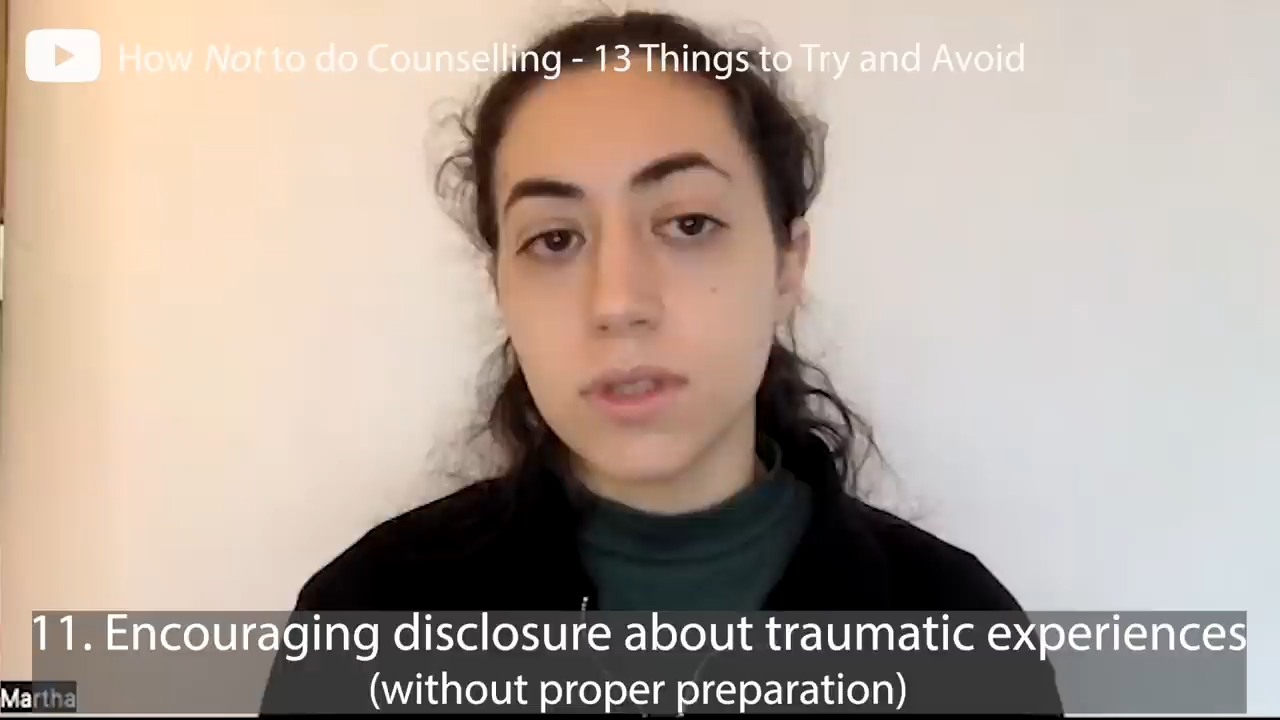 How Not to do Counselling - 13 Things to Try and Avoid
11. Encouraging disclosure about traumatic experiences
(without proper preparation)
Martha